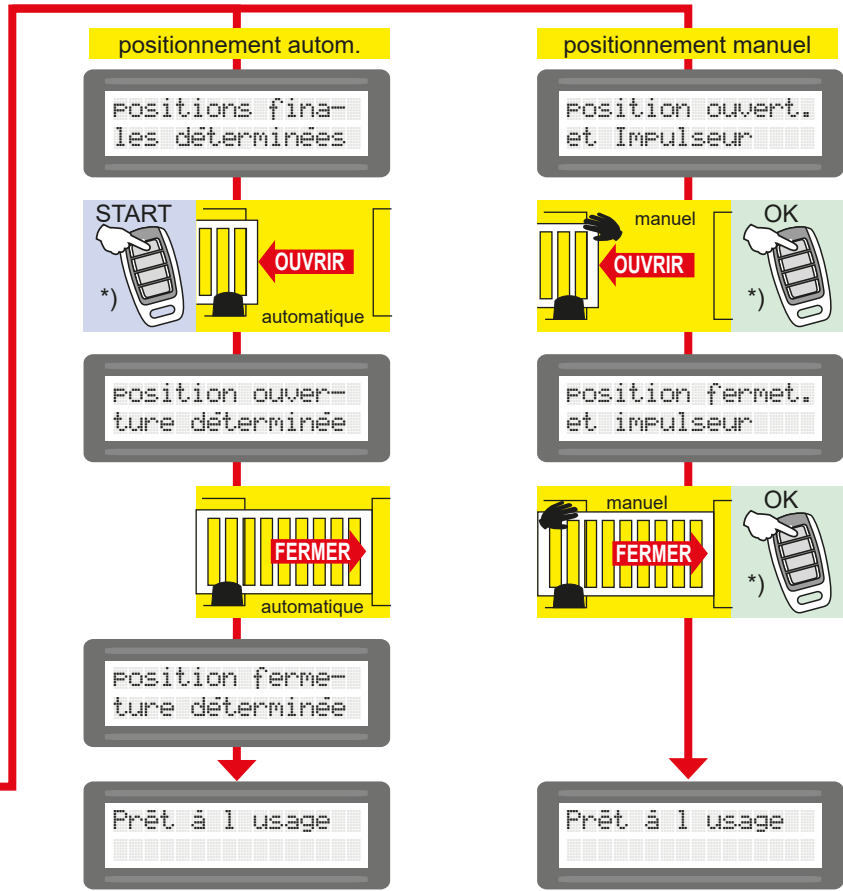 positionnement autom.
positions fina-
les déterminées
START
*)
OUVRIR
automatique
position ouver-
ture déterminée
FERMER
automatique
position ferme-
ture déterminée
Prêt à l usage
positionnement manuel
position ouvert.
et Impulseur
manuel
OUVRIR
OK
*)
position fermet.
et impulseur
manuel
FERMER
OK
*)
Prêt à l usage